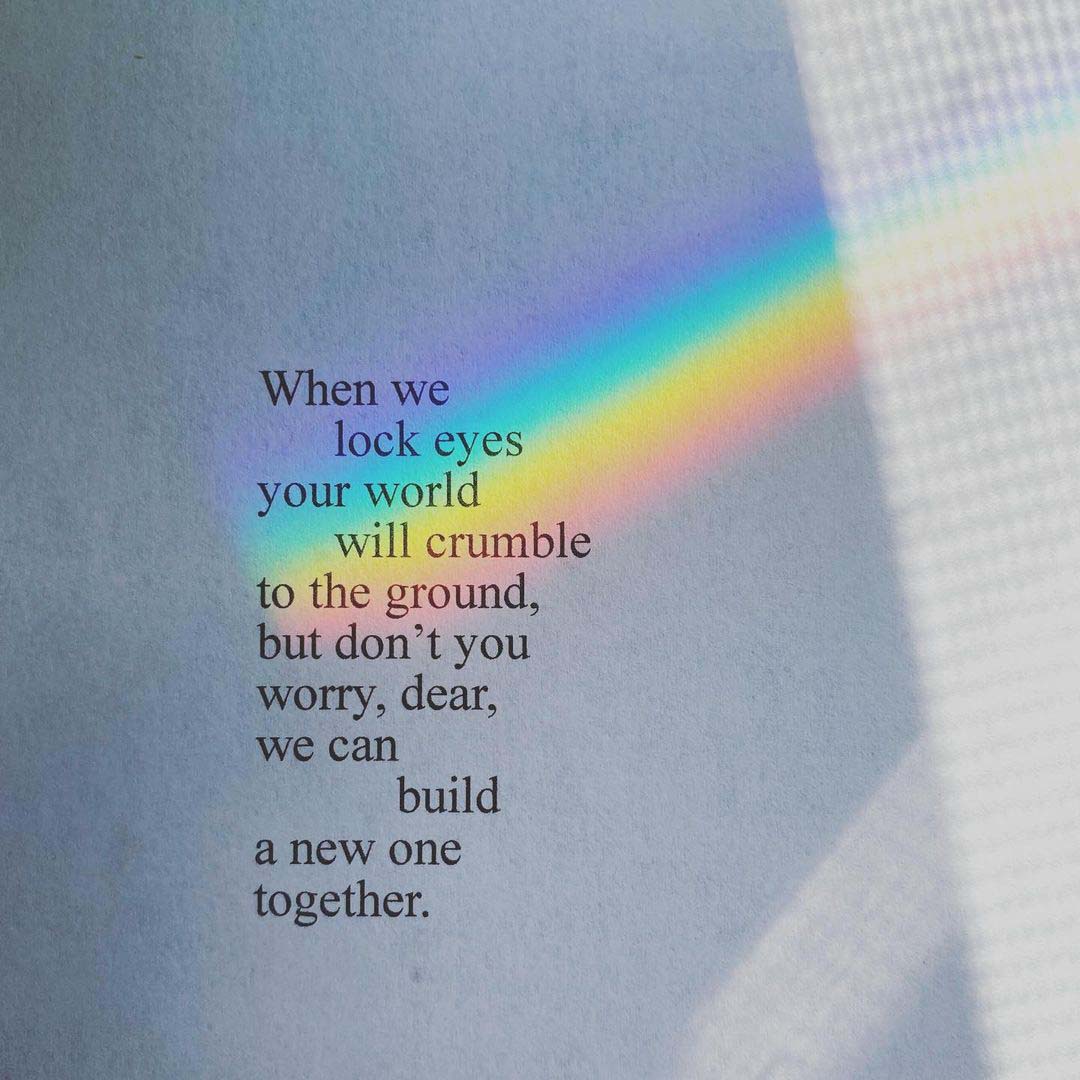 When we
lock eyes
your world
will crumble
to the ground,
but don’t you
worry, dear,
we can
build
a new one
together.